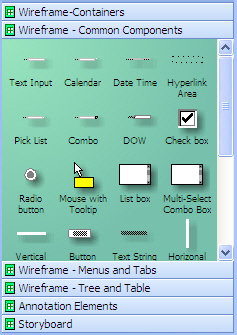 Wireframe-Containers
Wireframe - Common Components
Text Input Calendar Date Time Hyperlink
Area
Pick List Combo DOW Check box
Radio
button Mouse with
Tooltip List box Multi-Select
Combo Box
Vertical Button Text String Horizonal
Wireframe - Menus and Tabs
Wireframe - Tree and Table
Annotation Elements
Storyboard